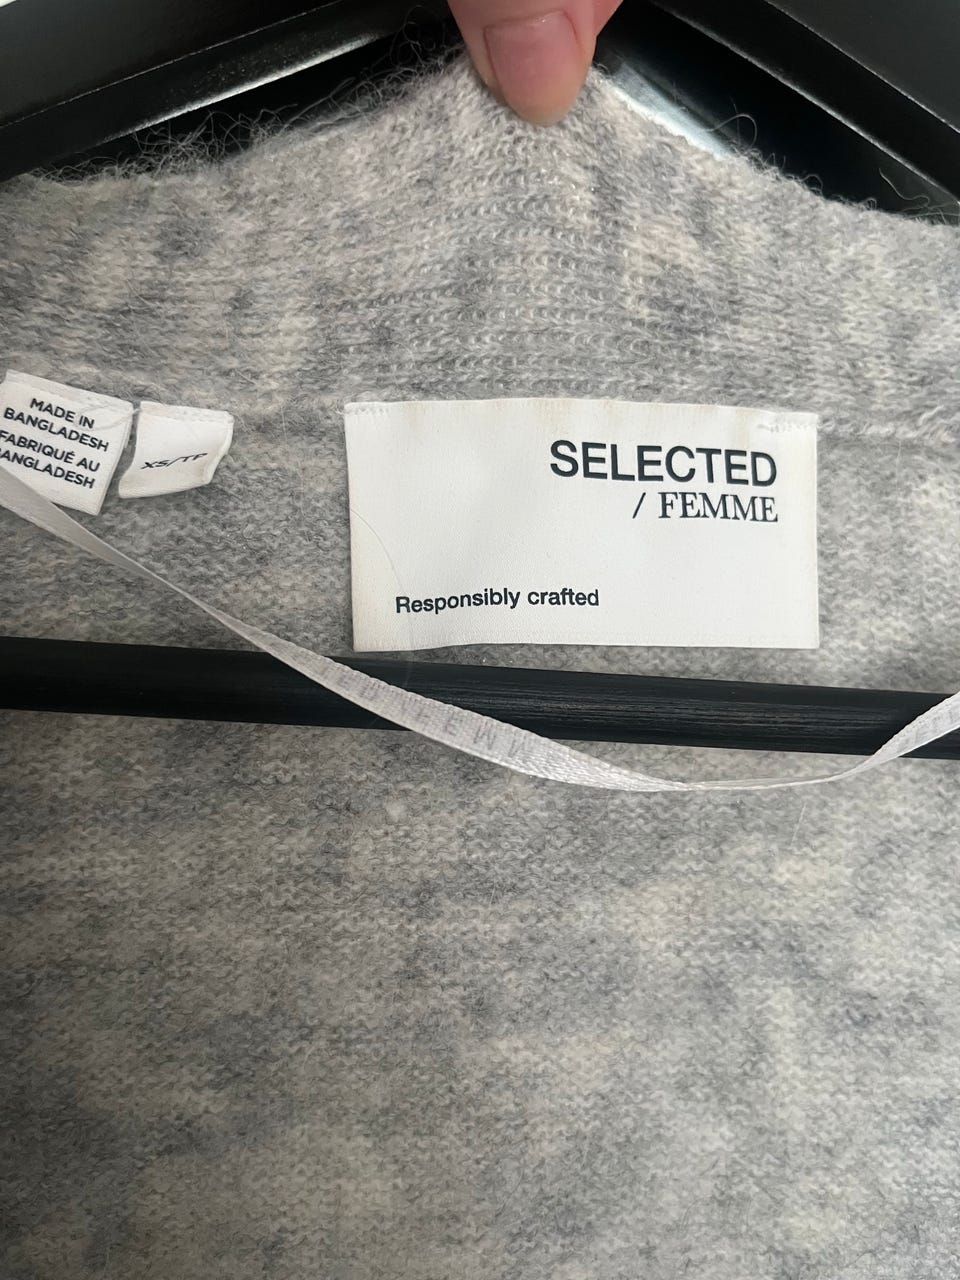 MADE IN
BANGLADESH
FABRIQUÉ AU
BANGLADESH
XS/TP
SELECTED
/ FEMME
Responsibly crafted